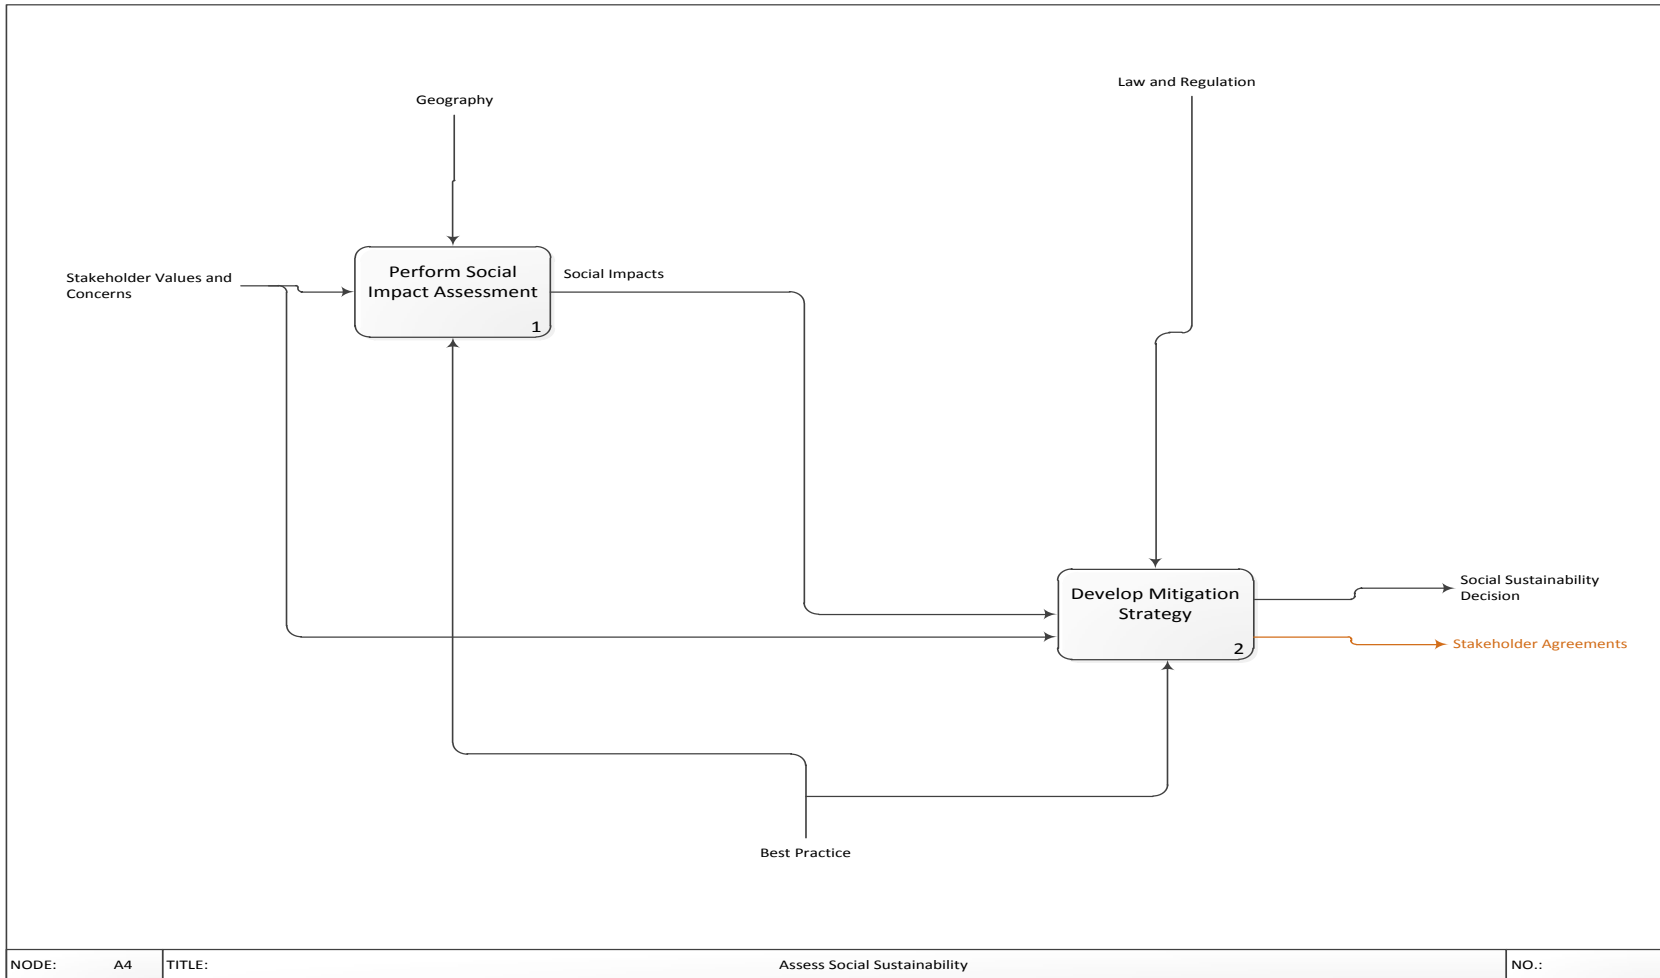 Law and Regulation
Geography
Stakeholder Values and
Concerns
Perform Social
Impact Assessment
1
Social Impacts
Develop Mitigation
Strategy
2
Social Sustainability
Decision
Stakeholder Agreements
Best Practice
NODE: A4 TITLE: Assess Social Sustainability NO.: